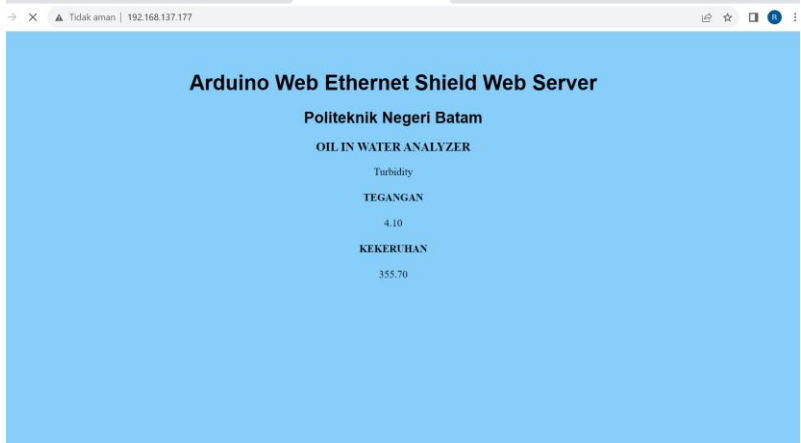 Tidak aman | 192.168.137.177
R
Arduino Web Ethernet Shield Web Server
Politeknik Negeri Batam
OIL IN WATER ANALYZER
Turbidity
TEGANGAN
4.10
KEKERUHAN
355.70